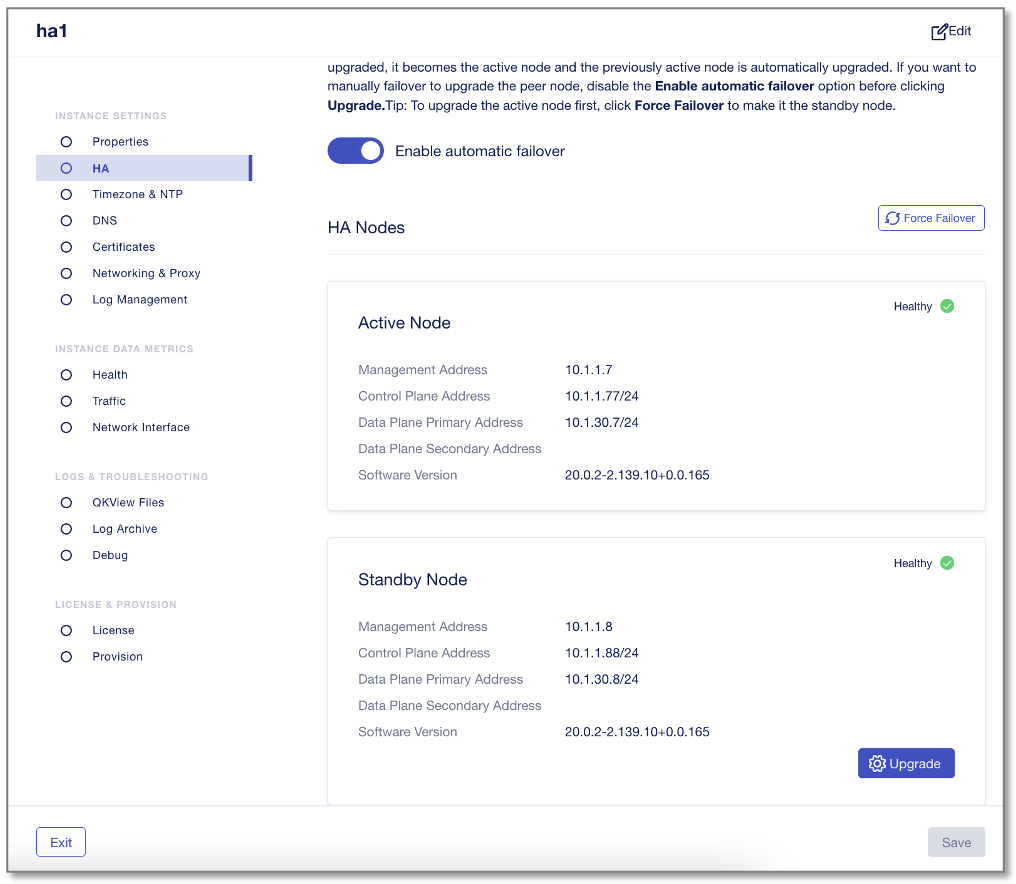 ha1
Edit
upgraded, it becomes the active node and the previously active node is automatically upgraded. If you want to
manually failover to upgrade the peer node, disable the Enable automatic failover option before clicking
Upgrade.Tip: To upgrade the active node first, click Force Failover to make it the standby node.
INSTANCE SETTINGS
Properties
HA
Timezone & NTP
DNS
Certificates
Networking & Proxy
Log Management
INSTANCE DATA METRICS
Health
Traffic
Network Interface
LOGS & TROUBLESHOOTING
QKView Files
Log Archive
Debug
LICENSE & PROVISION
License
Provision
Enable automatic failover
HA Nodes
Force Failover
Healthy
Active Node
Management Address 10.1.1.7
Control Plane Address 10.1.1.77/24
Data Plane Primary Address 10.1.30.7/24
Data Plane Secondary Address
Software Version 20.0.2-2.139.10+0.0.165
Healthy
Standby Node
Management Address 10.1.1.8
Control Plane Address 10.1.1.88/24
Data Plane Primary Address 10.1.30.8/24
Data Plane Secondary Address
Software Version 20.0.2-2.139.10+0.0.165
Upgrade
Exit
Save